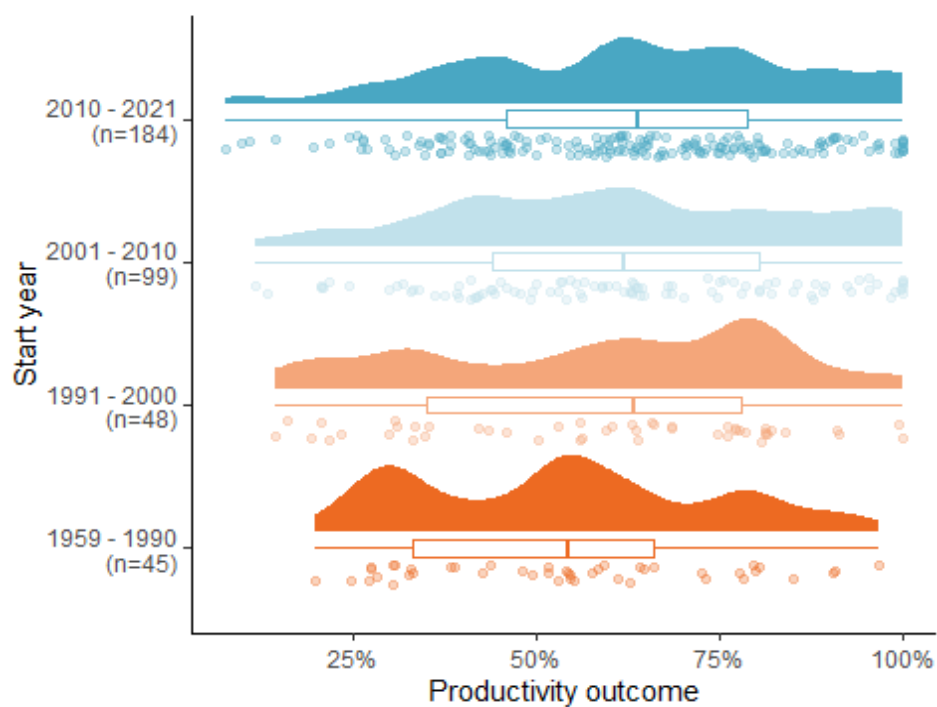 2010 - 2021
(n=184)
2001 - 2010
(n=99)
1991 - 2000
(n=48)
1959 - 1990
(n=45)
Start year
25%
50%
75%
100%
Productivity outcome